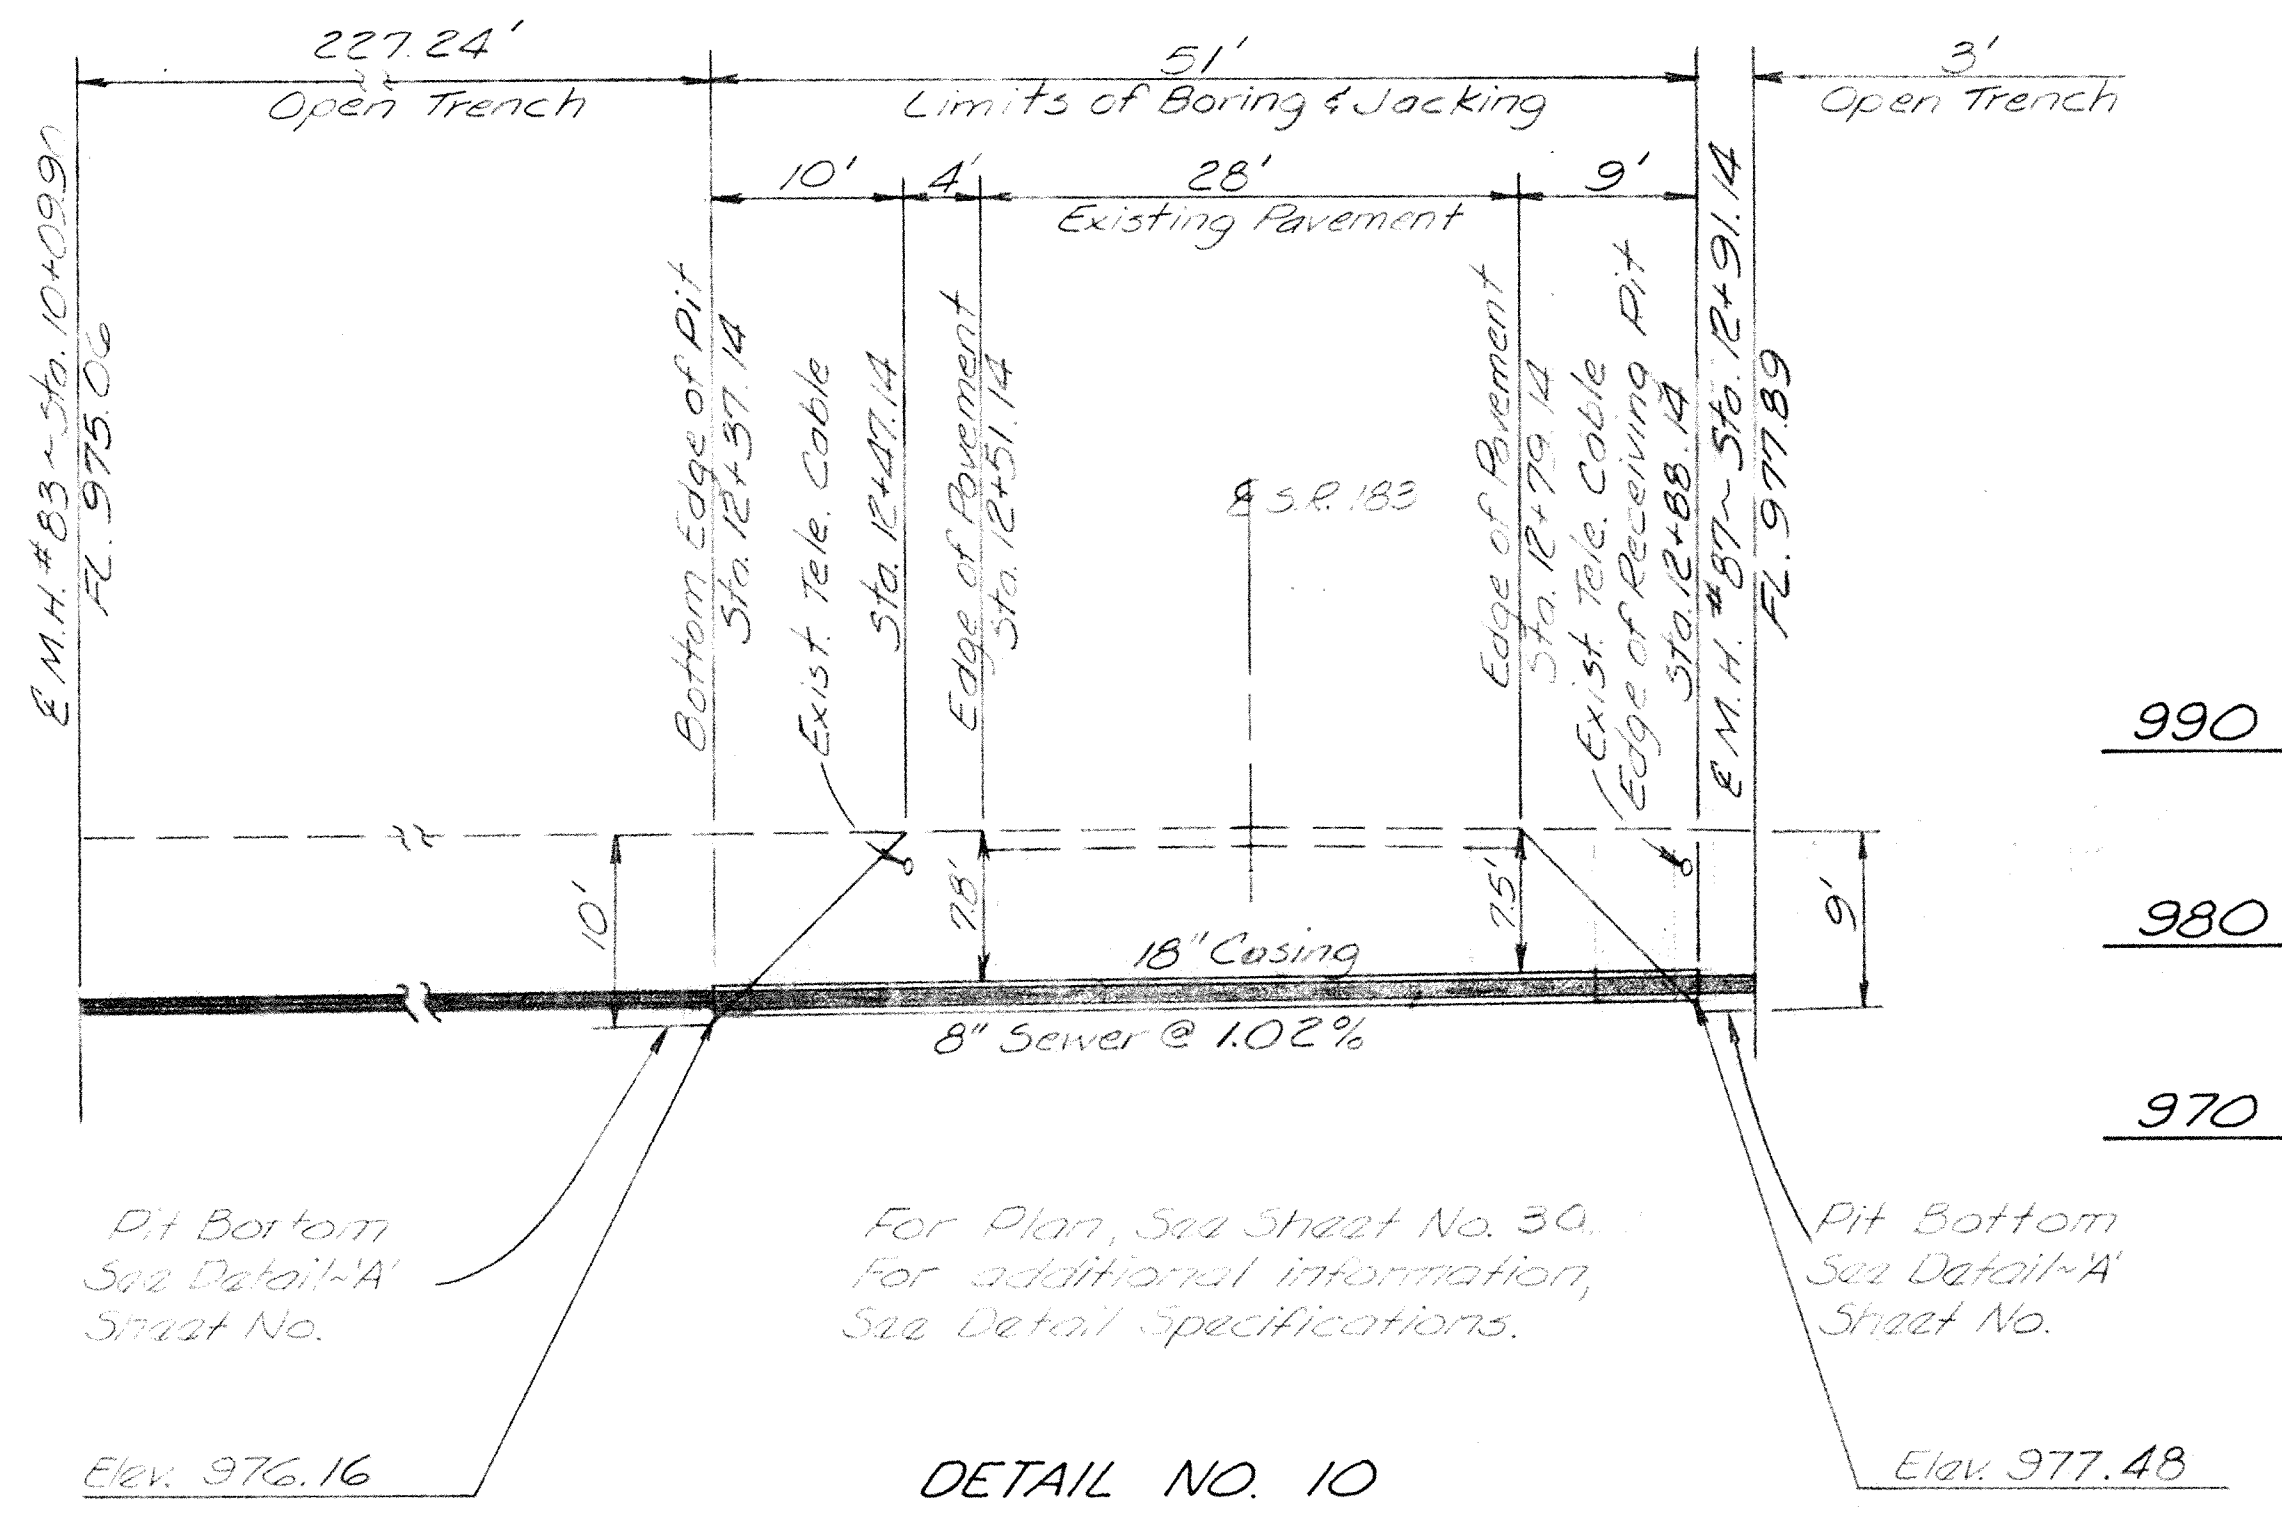 227.24'
Open Trench
51'
Limits of Boring & Jacking
3'
Open Trench
10'
4'
28'
Existing Pavement
9'
℄ M.H. #83 ~ Sta. 10+09.90
FL. 975.06
Bottom Edge of Pit
Sta. 12+37.14
Exist. Tele. Cable
Sta. 12+47.14
Edge of Pavement
Sta. 12+51.14
℄ S.R. 183
Edge of Pavement
Sta. 12+79.14
Exist. Tele. Cable
Edge of Receiving Pit
Sta. 12+88.14
℄ M.H. #87 ~ Sta. 12+91.14
FL. 977.89
990
980
970
10'
7.8'
7.5'
9'
18" Casing
8" Sewer @ 1.02%
Pit Bottom
See Detail~'A'
Sheet No.
For Plan, See Sheet No. 30.
For additional information,
See Detail Specifications.
Pit Bottom
See Detail~'A'
Sheet No.
Elev. 976.16
DETAIL NO. 10
Elev. 977.48